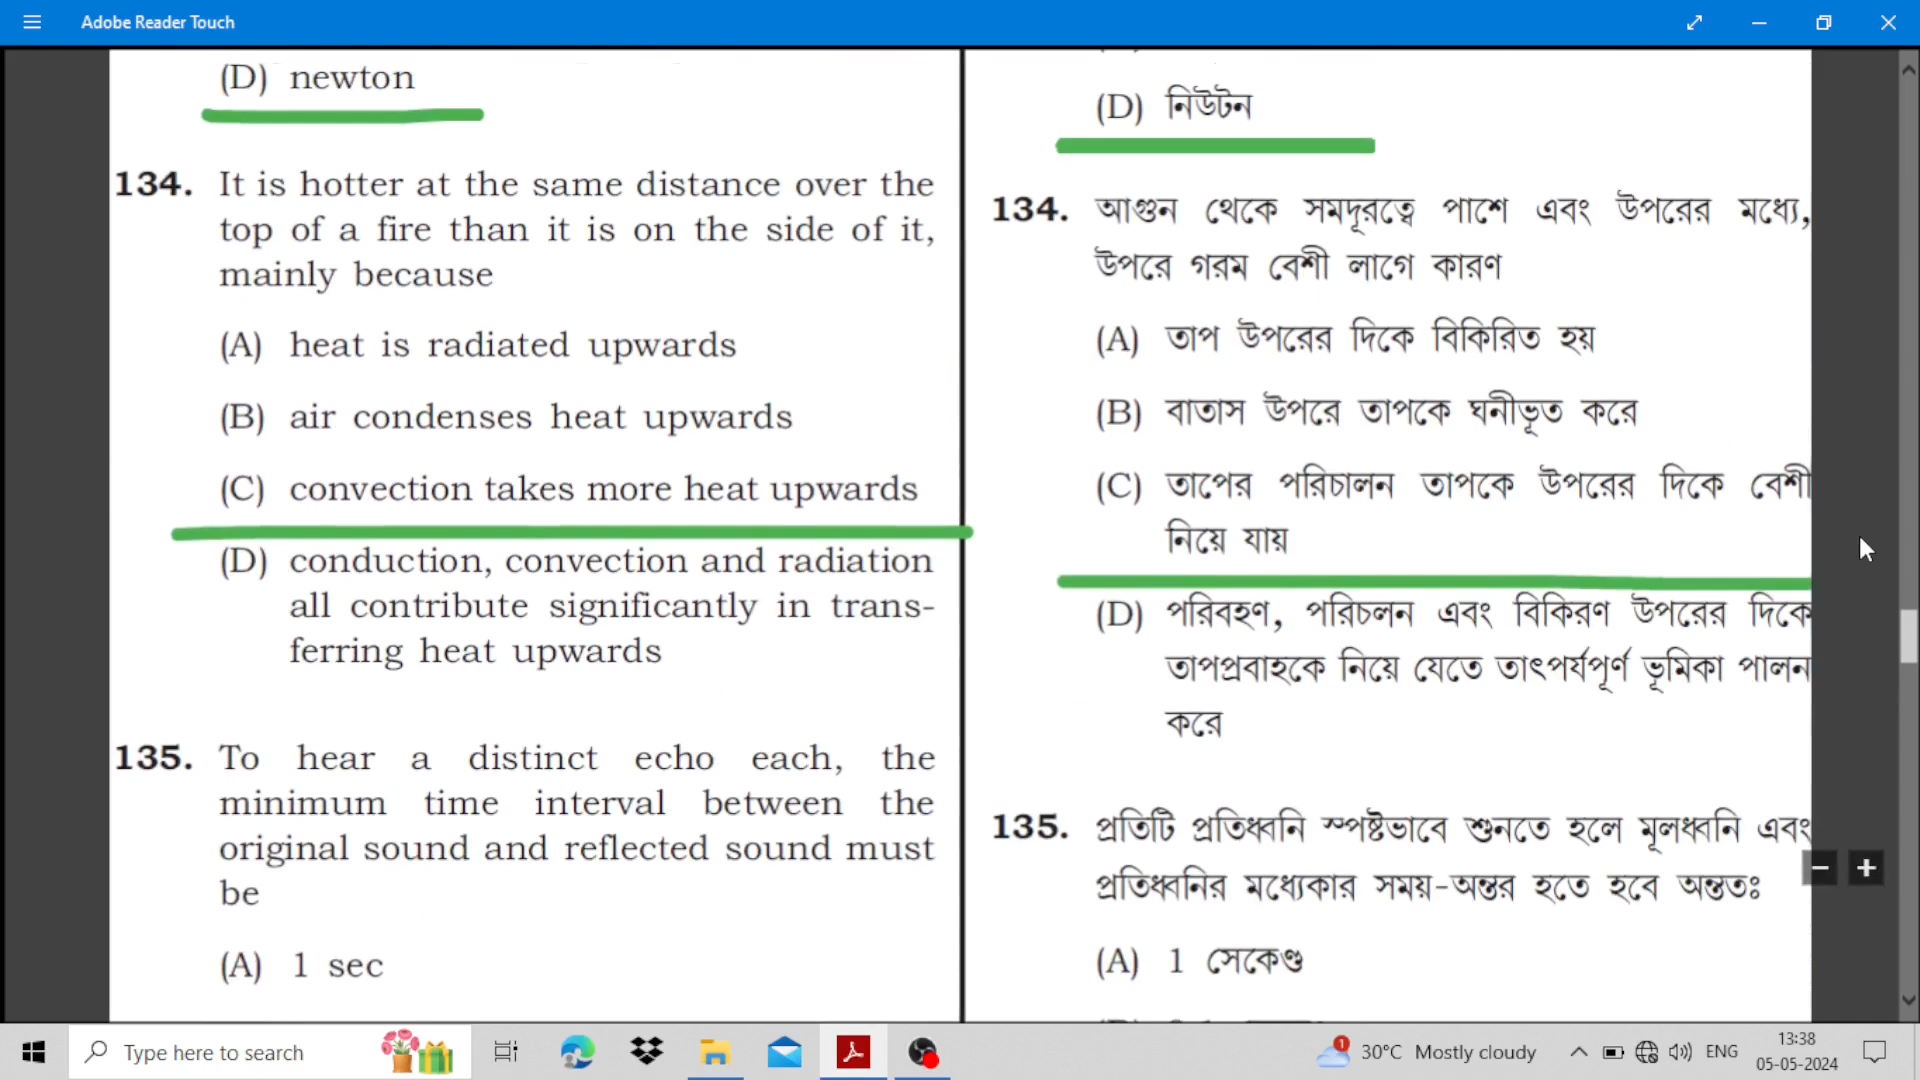 Adobe Reader Touch
(D) newton
134. It is hotter at the same distance over the
top of a fire than it is on the side of it,
mainly because
(A) heat is radiated upwards
(B) air condenses heat upwards
(C) convection takes more heat upwards
(D) conduction, convection and radiation
all contribute significantly in trans-
ferring heat upwards
135. To hear a distinct echo each, the
minimum time interval between the
original sound and reflected sound must
be
(A) 1 sec
(D) নিউটন
134. আগুন থেকে সমদূরত্বে পাশে এবং উপরের মধ্যে,
উপরে গরম বেশী লাগে কারণ
(A) তাপ উপরের দিকে বিকিরিত হয়
(B) বাতাস উপরে তাপকে ঘনীভূত করে
(C) তাপের পরিচালন তাপকে উপরের দিকে বেশী
নিয়ে যায়
(D) পরিবহণ, পরিচলন এবং বিকিরণ উপরের দিকে
তাপপ্রবাহকে নিয়ে যেতে তাৎপর্যপূর্ণ ভূমিকা পালন
করে
135. প্রতিটি প্রতিধ্বনি স্পষ্টভাবে শুনতে হলে মূলধ্বনি এবং
প্রতিধ্বনির মধ্যেকার সময়-অন্তর হতে হবে অন্ততঃ
(A) 1 সেকেণ্ড
Type here to search
1
30°C Mostly cloudy
ENG
13:38
05-05-2024